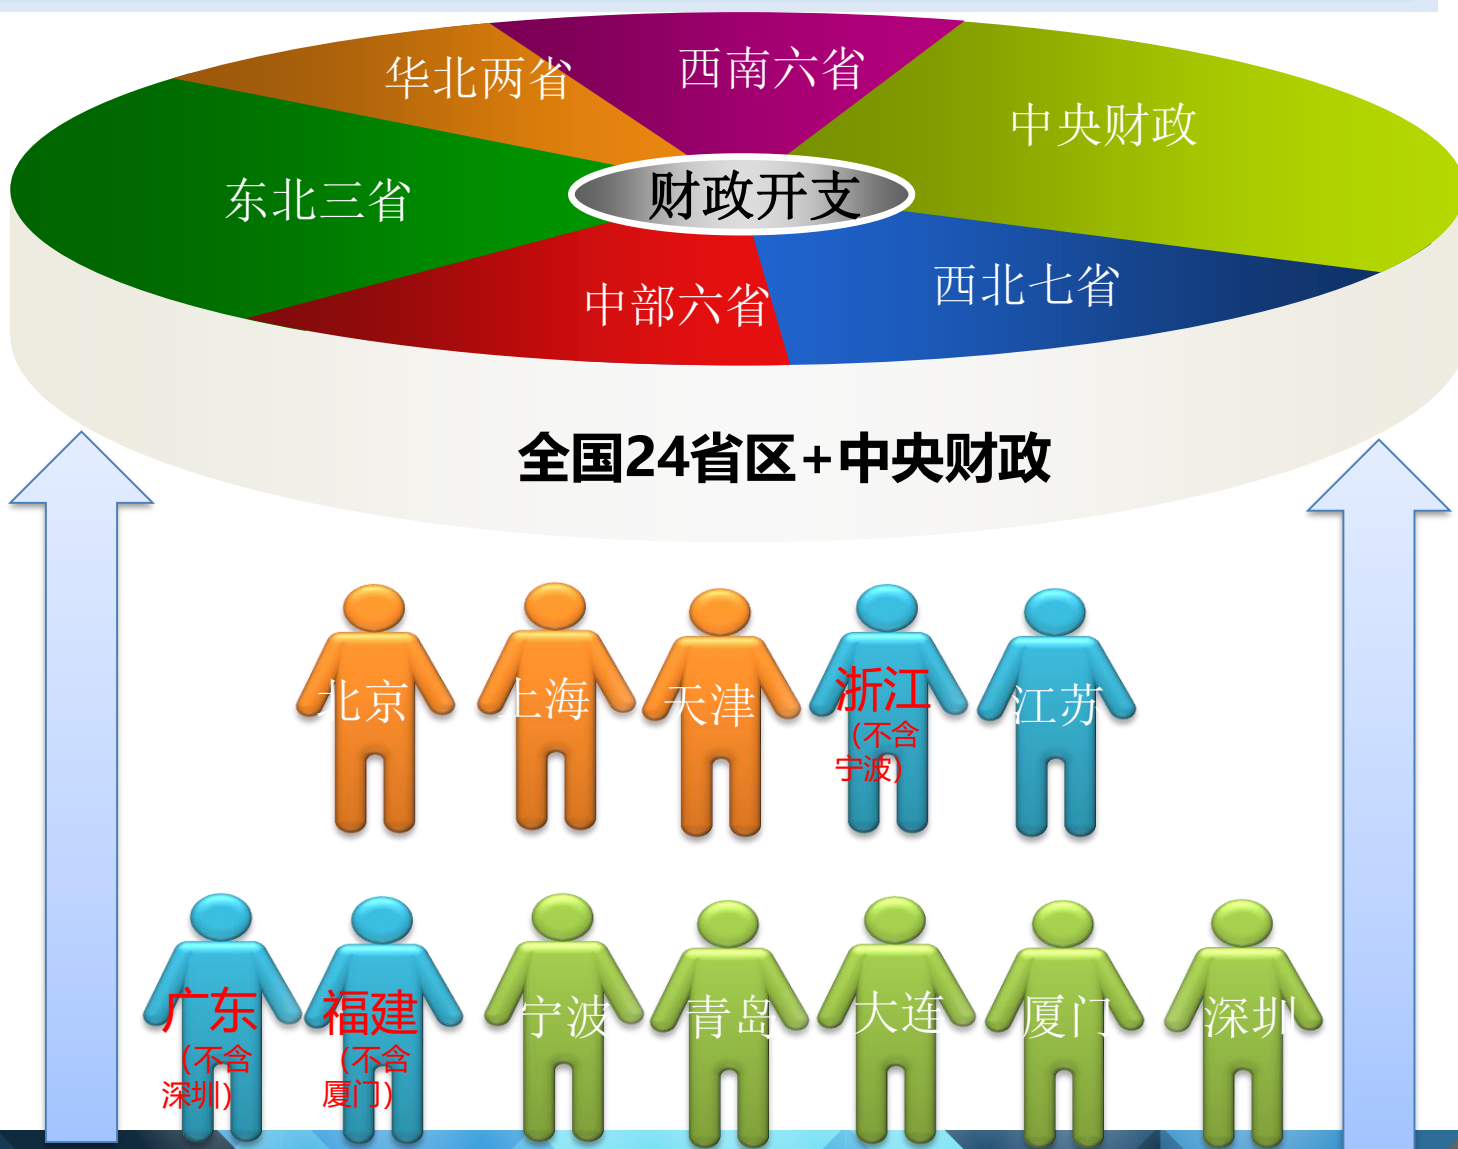 华北两省
西南六省
中央财政
东北三省
财政开支
中部六省
西北七省
全国24省区+中央财政
北京
上海
天津
浙江
（不含
宁波）
江苏
广东
（不含
深圳）
福建
（不含
厦门）
宁波
青岛
大连
厦门
深圳